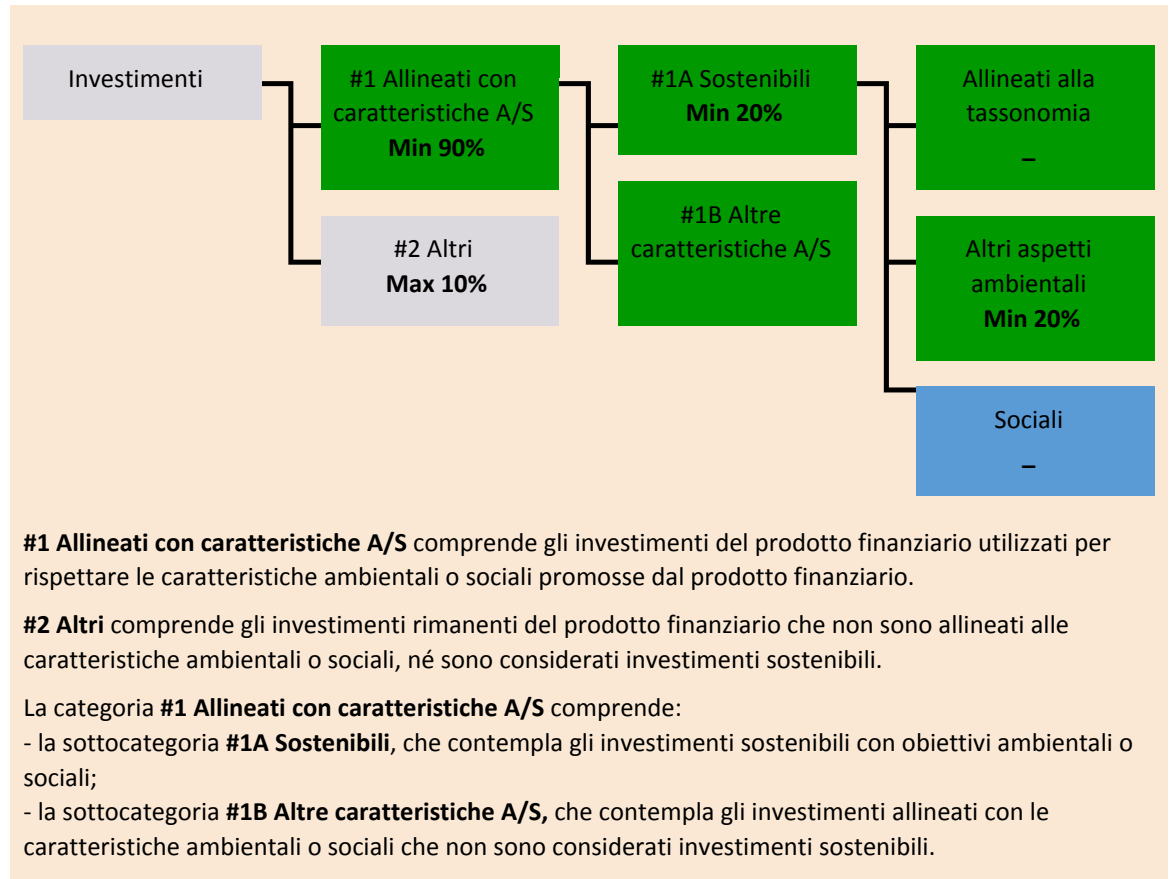 Investimenti
#1 Allineati con
caratteristiche A/S
Min 90%
#2 Altri
Max 10%
#1A Sostenibili
Min 20%
#1B Altre
caratteristiche A/S
Allineati alla
tassonomia
–
Altri aspetti
ambientali
Min 20%
Sociali
–
#1 Allineati con caratteristiche A/S comprende gli investimenti del prodotto finanziario utilizzati per
rispettare le caratteristiche ambientali o sociali promosse dal prodotto finanziario.
#2 Altri comprende gli investimenti rimanenti del prodotto finanziario che non sono allineati alle
caratteristiche ambientali o sociali, né sono considerati investimenti sostenibili.
La categoria #1 Allineati con caratteristiche A/S comprende:
- la sottocategoria #1A Sostenibili, che contempla gli investimenti sostenibili con obiettivi ambientali o
sociali;
- la sottocategoria #1B Altre caratteristiche A/S, che contempla gli investimenti allineati con le
caratteristiche ambientali o sociali che non sono considerati investimenti sostenibili.